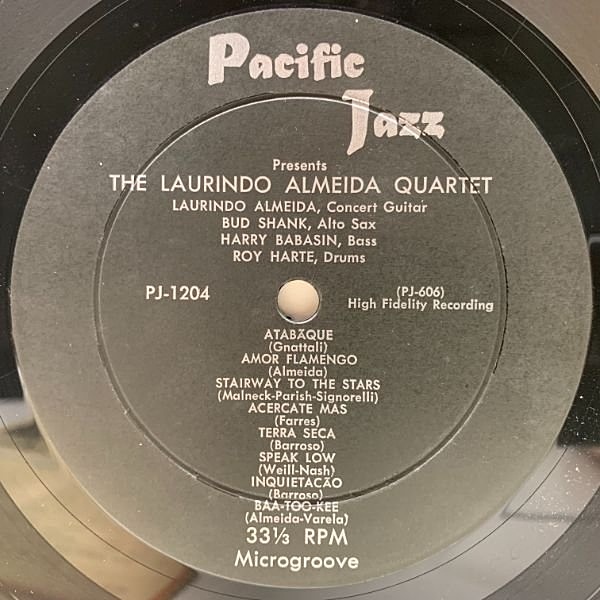 Pacific
Jazz
Presents
THE LAURINDO ALMEIDA QUARTET
LAURINDO ALMEIDA, Concert Guitar
BUD SHANK, Alto Sax
HARRY BABASIN, Bass
ROY HARTE, Drums
PJ-1204
(PJ-606)
High Fidelity Recording
ATABÃQUE
(Gnattali)
AMOR FLAMENGO
(Almeida)
STAIRWAY TO THE STARS
(Malneck-Parish-Signorelli)
ACERCATE MAS
(Farres)
TERRA SECA
(Barroso)
SPEAK LOW
(Weill-Nash)
INQUIETACÃO
(Barroso)
BAA-TOO-KEE
(Almeida-Varela)
33⅓ RPM
Microgroove